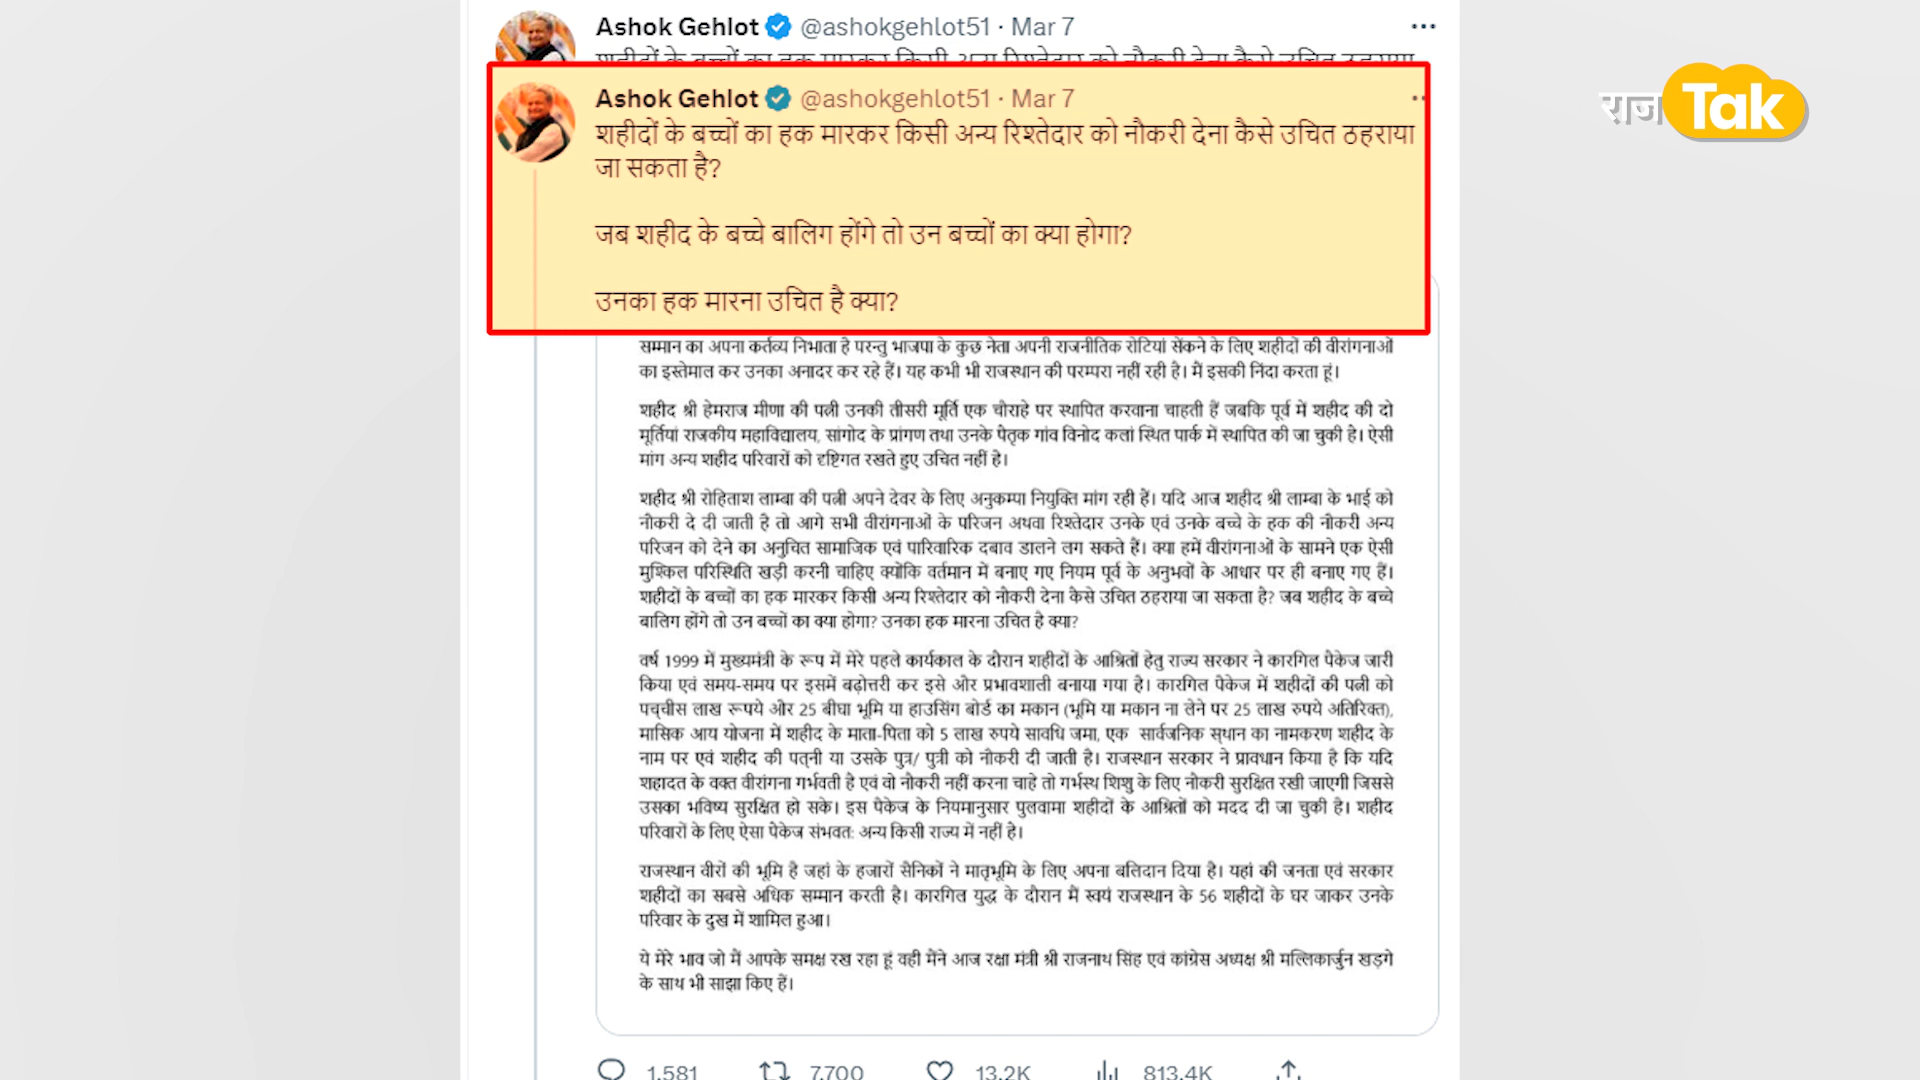 Ashok Gehlot @ashokgehlot51 · Mar 7
शहीदों के बच्चों का हक मारकर किसी अन्य रिश्तेदार को नौकरी देना कैसे उचित ठहराया
राज Tak
Ashok Gehlot @ashokgehlot51 · Mar 7
शहीदों के बच्चों का हक मारकर किसी अन्य रिश्तेदार को नौकरी देना कैसे उचित ठहराया
जा सकता है?
जब शहीद के बच्चे बालिग होंगे तो उन बच्चों का क्या होगा?
उनका हक मारना उचित है क्या?
सम्मान का अपना कर्तव्य निभाता है परन्तु भाजपा के कुछ नेता अपनी राजनीतिक रोटियां सेंकने के लिए शहीदों की वीरांगनाओं
का इस्तेमाल कर उनका अनादर कर रहे हैं। यह कभी भी राजस्थान की परम्परा नहीं रही है। मैं इसकी निंदा करता हूं।
शहीद श्री हेमराज मीणा की पत्नी उनकी तीसरी मूर्ति एक चौराहे पर स्थापित करवाना चाहती हैं जबकि पूर्व में शहीद की दो
मूर्तियां राजकीय महाविद्यालय, सांगोद के प्रांगण तथा उनके पैतृक गांव विनोद कलां स्थित पार्क में स्थापित की जा चुकी है। ऐसी
मांग अन्य शहीद परिवारों को दृष्टिगत रखते हुए उचित नहीं है।
शहीद श्री रोहिताश लाम्बा की पत्नी अपने देवर के लिए अनुकम्पा नियुक्ति मांग रही हैं। यदि आज शहीद श्री लाम्बा के भाई को
नौकरी दे दी जाती है तो आगे सभी वीरांगनाओं के परिजन अथवा रिश्तेदार उनके एवं उनके बच्चे के हक की नौकरी अन्य
परिजन को देने का अनुचित सामाजिक एवं पारिवारिक दबाव डालने लग सकते हैं। क्या हमें वीरांगनाओं के सामने एक ऐसी
मुश्किल परिस्थिति खड़ी करनी चाहिए क्योंकि वर्तमान में बनाए गए नियम पूर्व के अनुभवों के आधार पर ही बनाए गए हैं।
शहीदों के बच्चों का हक मारकर किसी अन्य रिश्तेदार को नौकरी देना कैसे उचित ठहराया जा सकता है? जब शहीद के बच्चे
बालिग होंगे तो उन बच्चों का क्या होगा? उनका हक मारना उचित है क्या?
वर्ष 1999 में मुख्यमंत्री के रूप में मेरे पहले कार्यकाल के दौरान शहीदों के आश्रितों हेतु राज्य सरकार ने कारगिल पैकेज जारी
किया एवं समय-समय पर इसमें बढ़ोत्तरी कर इसे और प्रभावशाली बनाया गया है। कारगिल पैकेज में शहीदों की पत्नी को
पच्चीस लाख रूपये और 25 बीघा भूमि या हाउसिंग बोर्ड का मकान (भूमि या मकान ना लेने पर 25 लाख रुपये अतिरिक्त),
मासिक आय योजना में शहीद के माता-पिता को 5 लाख रुपये सावधि जमा, एक सार्वजनिक स्थान का नामकरण शहीद के
नाम पर एवं शहीद की पत्नी या उसके पुत्र/ पुत्री को नौकरी दी जाती है। राजस्थान सरकार ने प्रावधान किया है कि यदि
शहादत के वक्त वीरांगना गर्भवती है एवं वो नौकरी नहीं करना चाहे तो गर्भस्थ शिशु के लिए नौकरी सुरक्षित रखी जाएगी जिससे
उसका भविष्य सुरक्षित हो सके। इस पैकेज के नियमानुसार पुलवामा शहीदों के आश्रितों को मदद दी जा चुकी है। शहीद
परिवारों के लिए ऐसा पैकेज संभवत: अन्य किसी राज्य में नहीं है।
राजस्थान वीरों की भूमि है जहां के हजारों सैनिकों ने मातृभूमि के लिए अपना बलिदान दिया है। यहां की जनता एवं सरकार
शहीदों का सबसे अधिक सम्मान करती है। कारगिल युद्ध के दौरान मैं स्वयं राजस्थान के 56 शहीदों के घर जाकर उनके
परिवार के दुख में शामिल हुआ।
ये मेरे भाव जो मैं आपके समक्ष रख रहा हूं वही मैंने आज रक्षा मंत्री श्री राजनाथ सिंह एवं कांग्रेस अध्यक्ष श्री मल्लिकार्जुन खड़गे
के साथ भी साझा किए हैं।
1,581 7,700 13.2K 813.4K